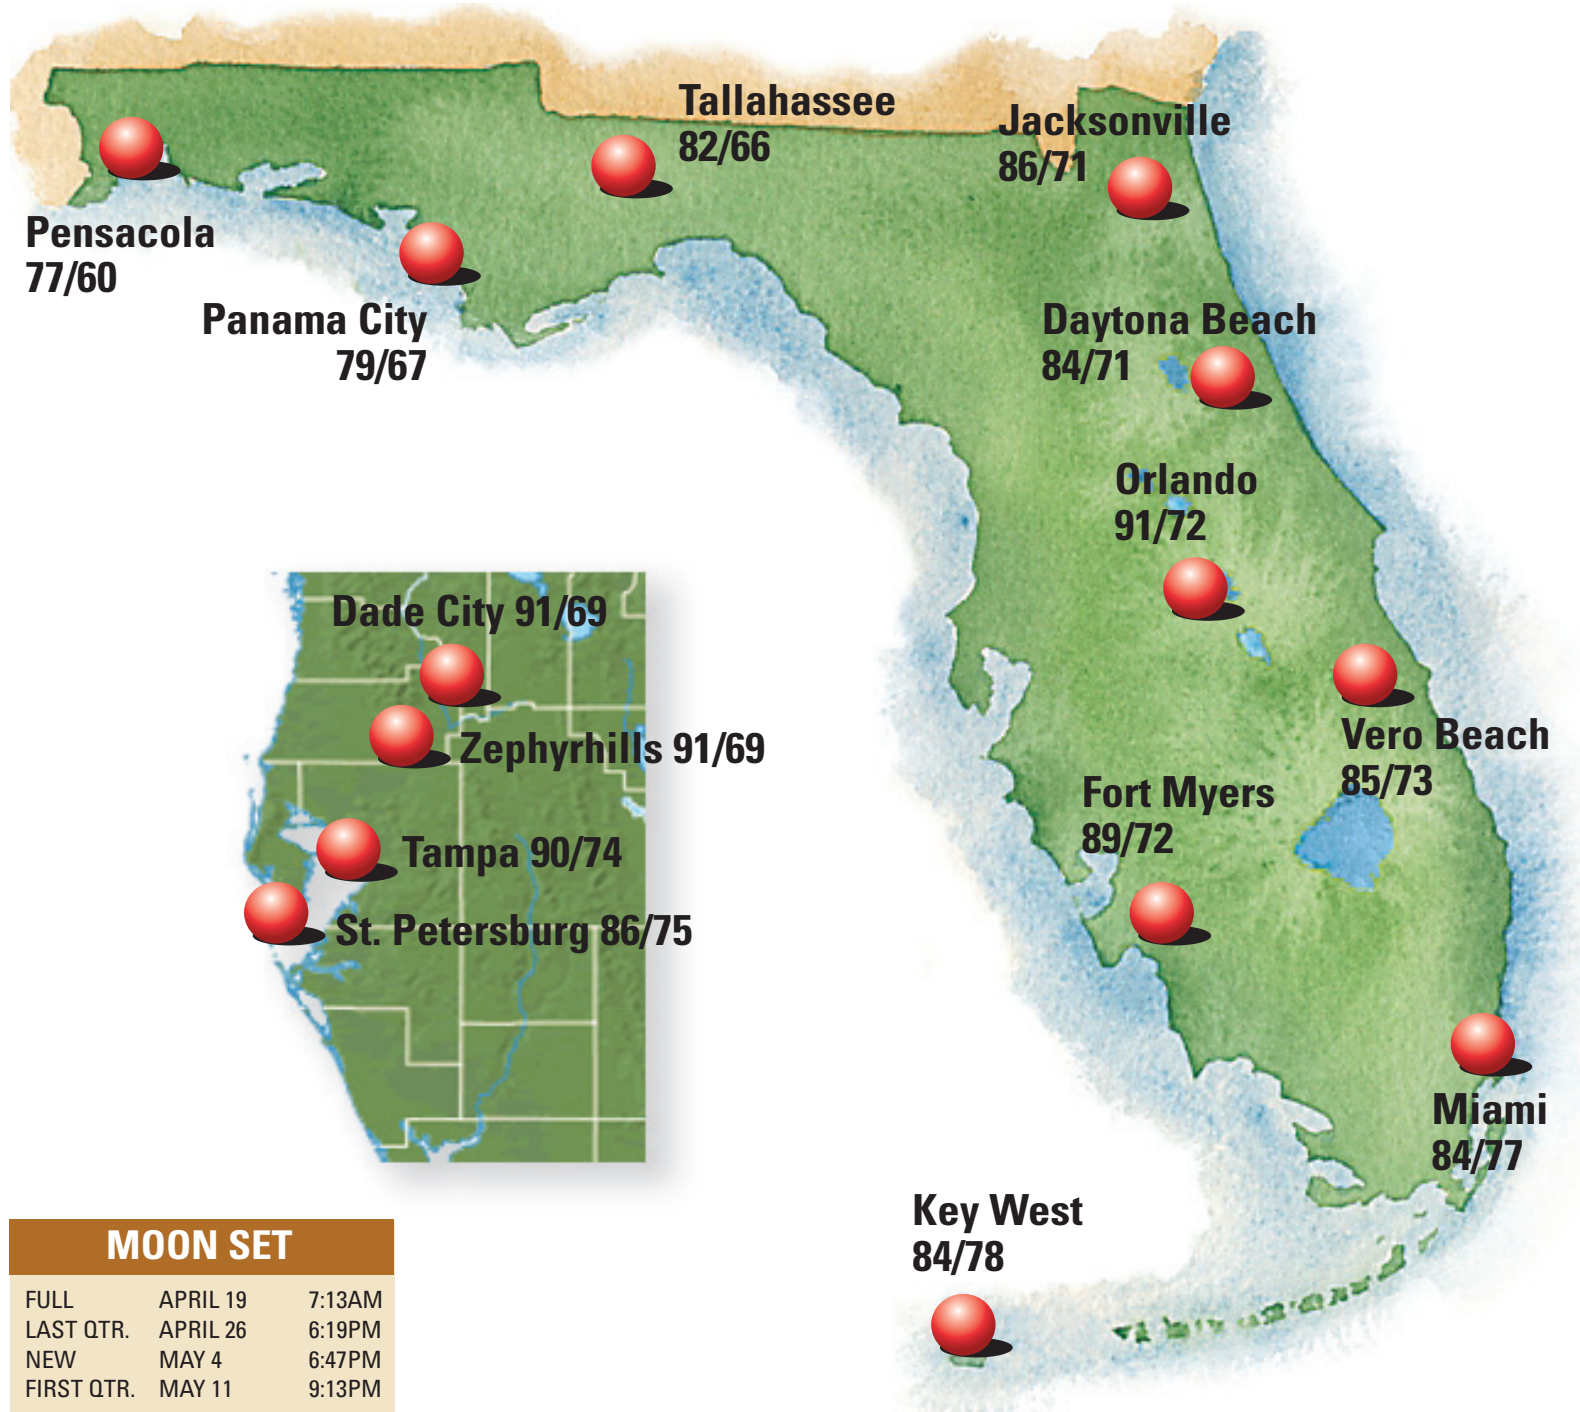 Tallahassee
82/66
Jacksonville
86/71
Pensacola
77/60
Panama City
79/67
Daytona Beach
84/71
Orlando
91/72
Dade City 91/69
Zephyrhills 91/69
Vero Beach
85/73
Fort Myers
89/72
Tampa 90/74
St. Petersburg 86/75
Miami
84/77
Key West
84/78
MOON SET
FULL APRIL 19 7:13AM
LAST QTR. APRIL 26 6:19PM
NEW MAY 4 6:47PM
FIRST QTR. MAY 11 9:13PM